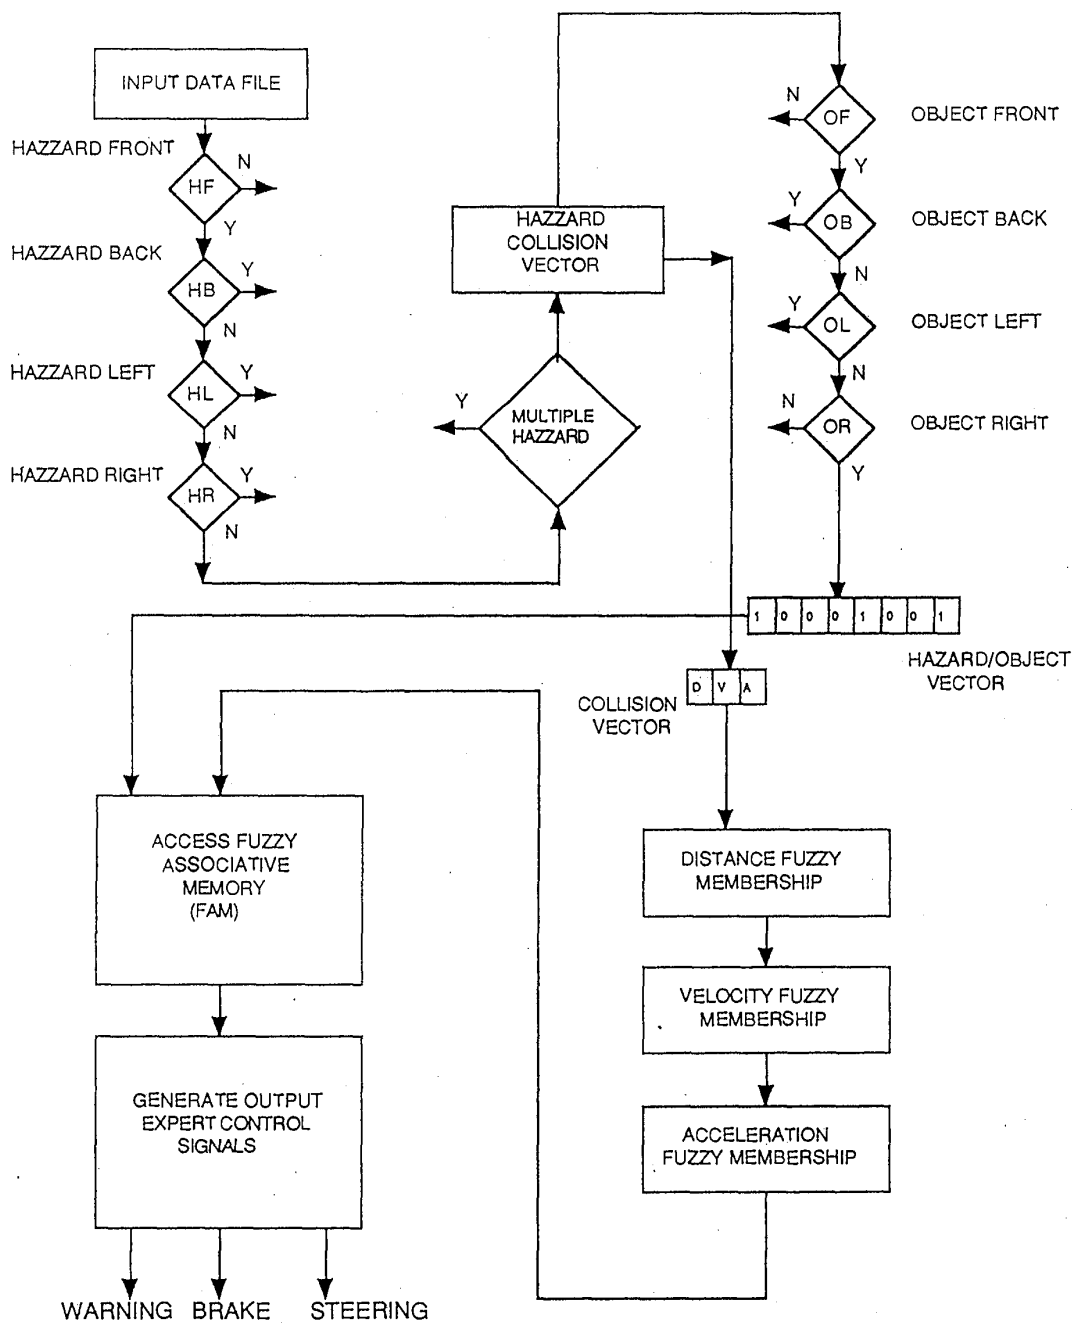 INPUT DATA FILE
HAZZARD FRONT
HF
N
Y
HAZZARD BACK
HB
Y
N
HAZZARD LEFT
HL
Y
N
HAZZARD RIGHT
HR
Y
N
MULTIPLE
HAZZARD
Y
HAZZARD
COLLISION
VECTOR
N
OF
OBJECT FRONT
Y
Y
OB
OBJECT BACK
N
Y
OL
OBJECT LEFT
N
N
OR
OBJECT RIGHT
Y
1 0 0 0 1 0 0 1
HAZARD/OBJECT
VECTOR
D V A
COLLISION
VECTOR
DISTANCE FUZZY
MEMBERSHIP
VELOCITY FUZZY
MEMBERSHIP
ACCELERATION
FUZZY MEMBERSHIP
ACCESS FUZZY
ASSOCIATIVE
MEMORY
(FAM)
GENERATE OUTPUT
EXPERT CONTROL
SIGNALS
WARNING BRAKE STEERING